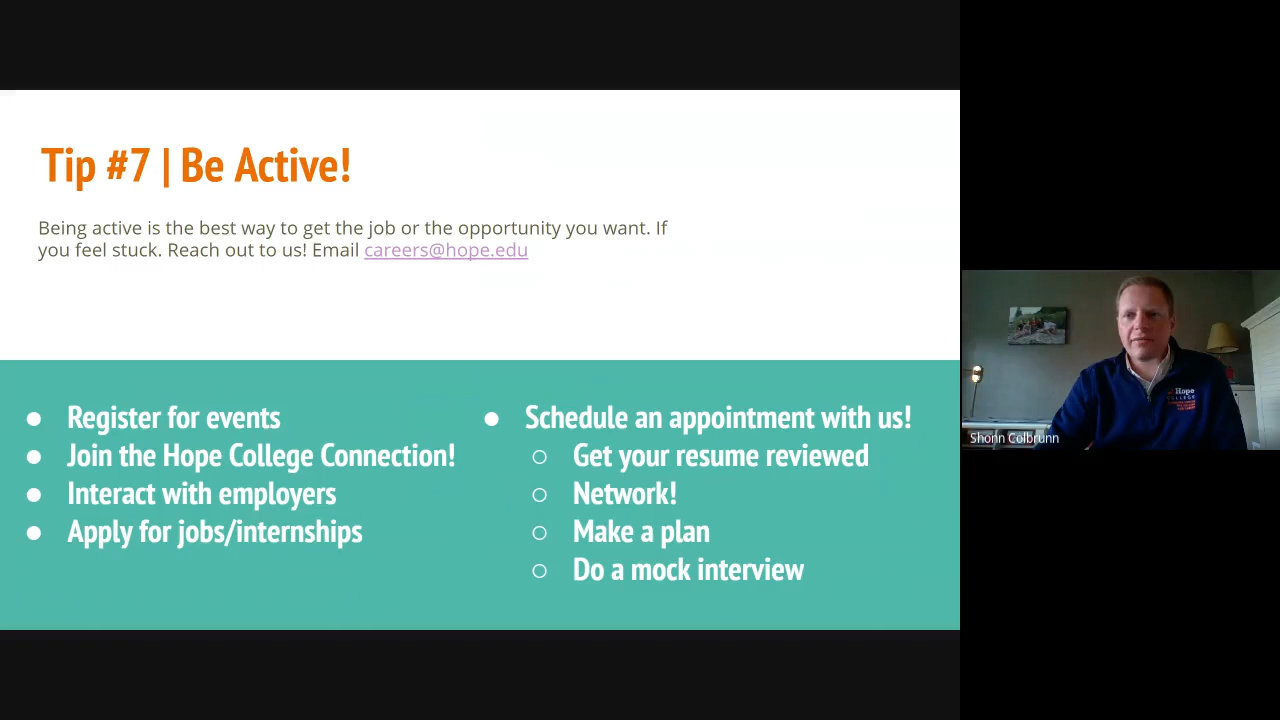 Tip #7 | Be Active!
Being active is the best way to get the job or the opportunity you want. If
you feel stuck. Reach out to us! Email careers@hope.edu
● Register for events
● Join the Hope College Connection!
● Interact with employers
● Apply for jobs/internships
● Schedule an appointment with us!
○ Get your resume reviewed
○ Network!
○ Make a plan
○ Do a mock interview
Hope
COLLEGE
Shonn Colbrunn